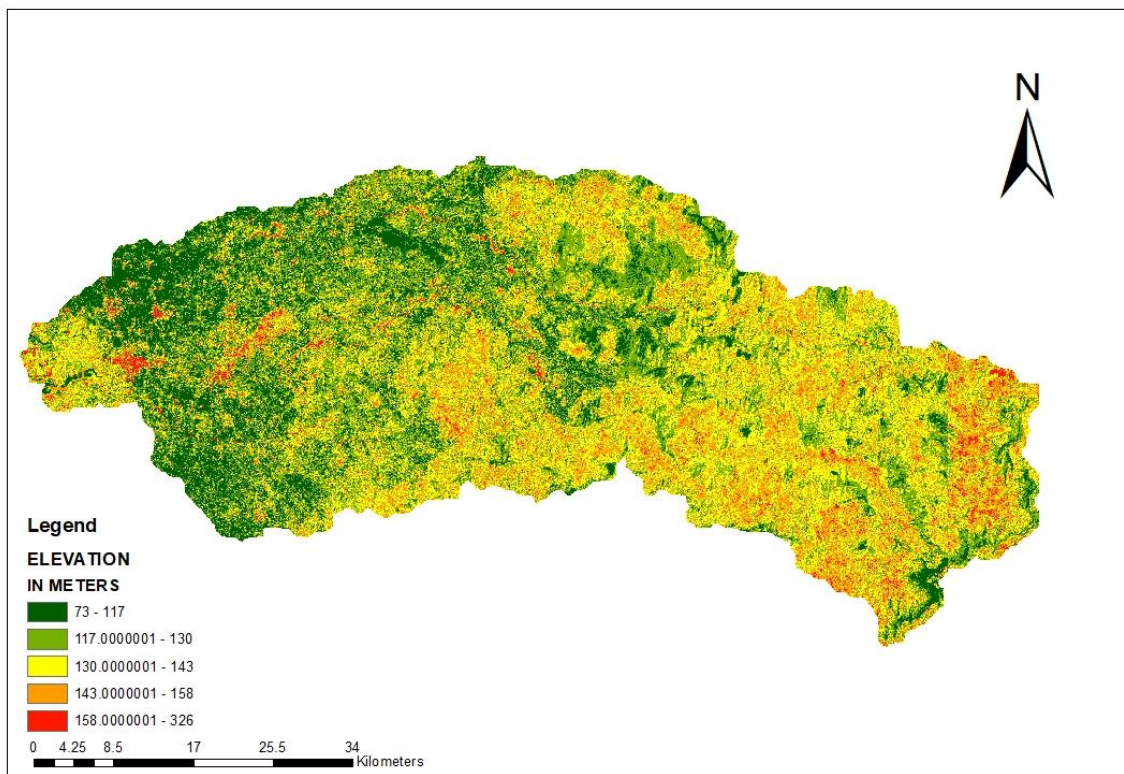 N
Legend
ELEVATION
IN METERS
73 - 117
117.0000001 - 130
130.0000001 - 143
143.0000001 - 158
158.0000001 - 326
0 4.25 8.5 17 25.5 34
Kilometers